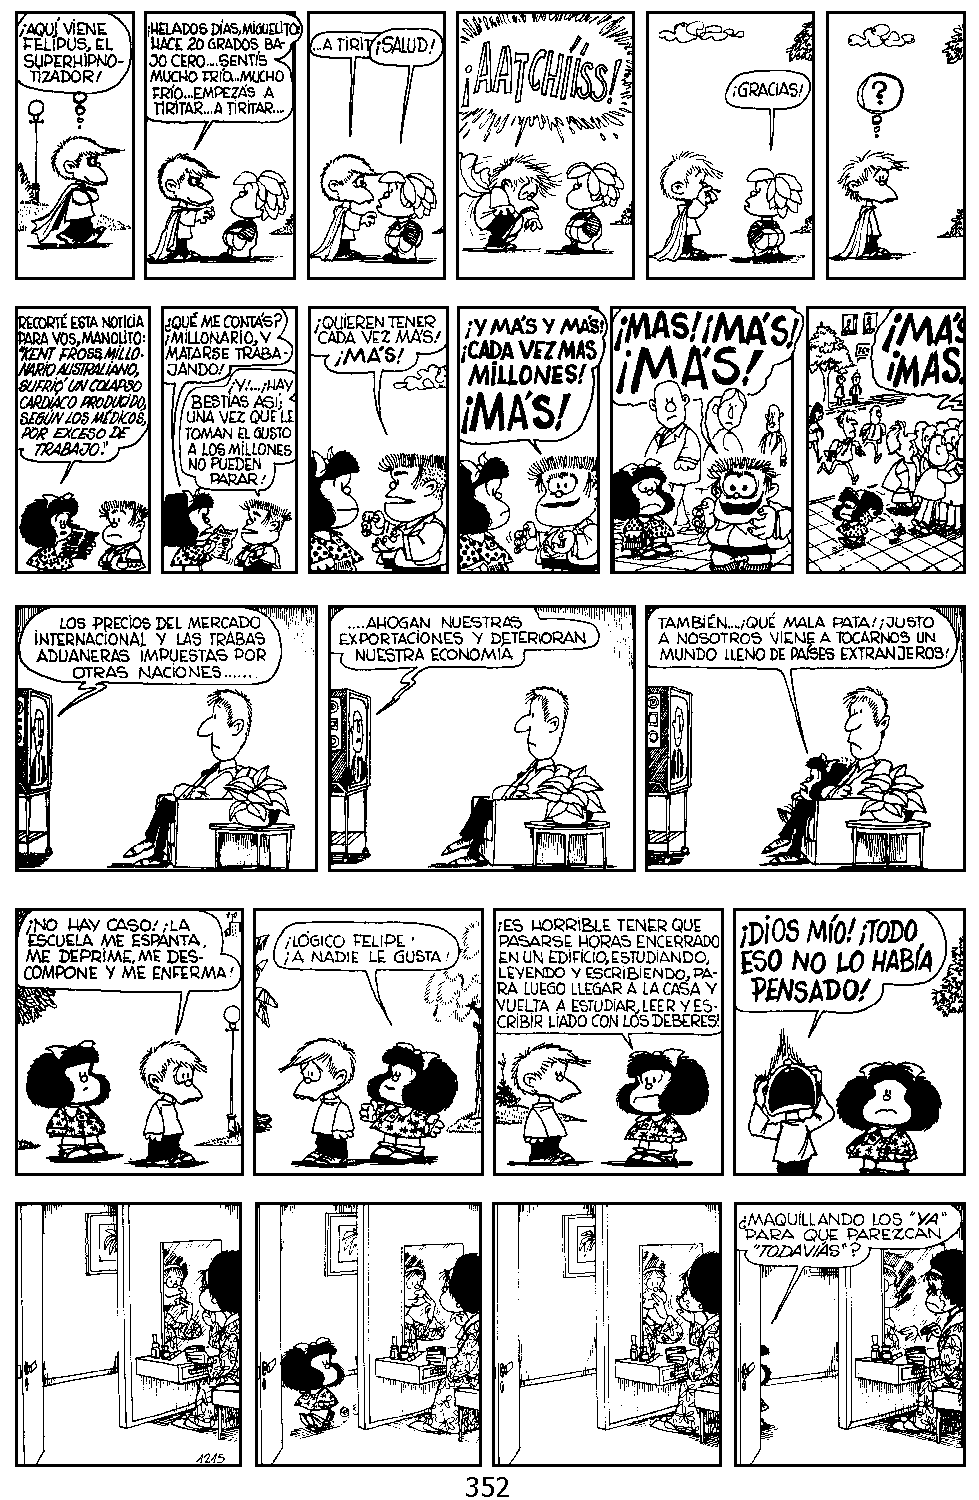 ¡AQUÍ VIENE
FELIPUS, EL
SUPERHIPNO-
TIZADOR!
¡HELADOS DÍAS, MIGUELITO!
HACE 20 GRADOS BA-
JO CERO....SENTÍS
MUCHO FRÍO...MUCHO
FRÍO...EMPEZÁS A
TIRITAR...A TIRITAR...
...A TIRIT
¡SALUD!
¡AATCHÍÍSS!
¡GRACIAS!
?
RECORTÉ ESTA NOTICIA
PARA VOS, MANOLITO:
"KENT FROSS, MILLO-
NARIO AUSTRALIANO,
SUFRIÓ UN COLAPSO
CARDÍACO PRODUCIDO,
SEGÚN LOS MÉDICOS,
POR EXCESO DE
TRABAJO."
¿QUÉ ME CONTÁS?
¡MILLONARIO, Y
MATARSE TRABA-
JANDO!
¡Y!...¡HAY
BESTIAS ASÍ;
UNA VEZ QUE LE
TOMAN EL GUSTO
A LOS MILLONES
NO PUEDEN
PARAR!
¡QUIEREN TENER
CADA VEZ MÁS!
¡MÁS!
¡Y MÁS Y MÁS!
¡CADA VEZ MAS
MILLONES!
¡MÁS!
¡MAS! ¡MÁS!
¡MÁS!
¡MÁS
¡MAS.
LOS PRECIOS DEL MERCADO
INTERNACIONAL Y LAS TRABAS
ADUANERAS IMPUESTAS POR
OTRAS NACIONES.......
....AHOGAN NUESTRAS
EXPORTACIONES Y DETERIORAN
NUESTRA ECONOMÍA
TAMBIÉN...¡QUÉ MALA PATA! ¡JUSTO
A NOSOTROS VIENE A TOCARNOS UN
MUNDO LLENO DE PAÍSES EXTRANJEROS!
¡NO HAY CASO! ¡LA
ESCUELA ME ESPANTA,
ME DEPRIME, ME DES-
COMPONE Y ME ENFERMA!
¡LÓGICO FELIPE!
¡A NADIE LE GUSTA!
¡ES HORRIBLE TENER QUE
PASARSE HORAS ENCERRADO
EN UN EDIFICIO, ESTUDIANDO,
LEYENDO Y ESCRIBIENDO, PA-
RA LUEGO LLEGAR A LA CASA Y
VUELTA A ESTUDIAR, LEER Y ES-
CRIBIR LIADO CON LOS DEBERES!
¡DIOS MÍO! ¡TODO
ESO NO LO HABÍA
PENSADO!
1215
¿MAQUILLANDO LOS "YA"
PARA QUE PAREZCAN
"TODAVÍAS"?
352